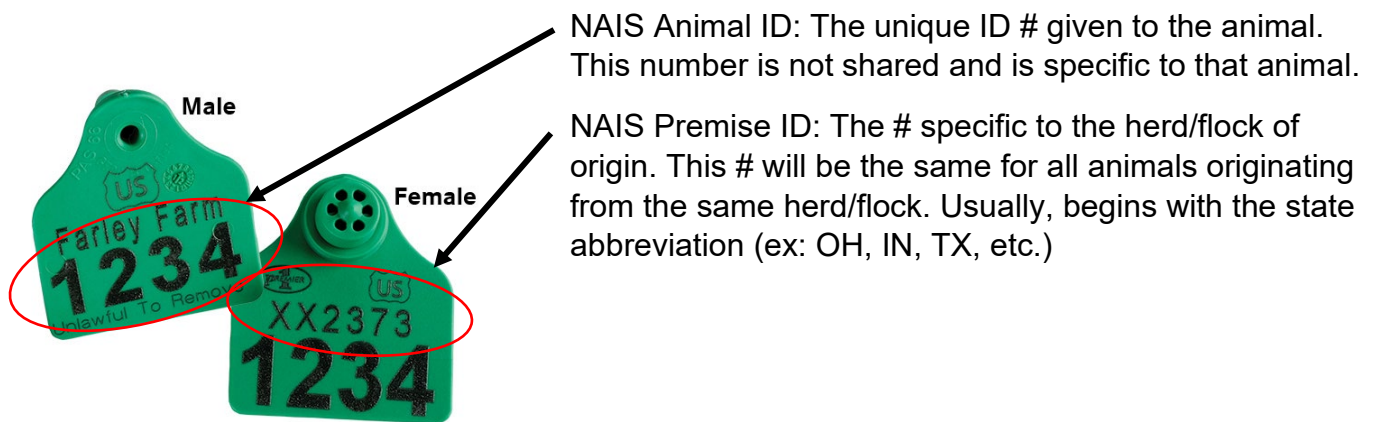 NAIS Animal ID: The unique ID # given to the animal.
This number is not shared and is specific to that animal.
NAIS Premise ID: The # specific to the herd/flock of
origin. This # will be the same for all animals originating
from the same herd/flock. Usually, begins with the state
abbreviation (ex: OH, IN, TX, etc.)
Male
US
Farley Farm
1234
Unlawful To Remove
Female
PREMIER 1
US
XX2373
1234